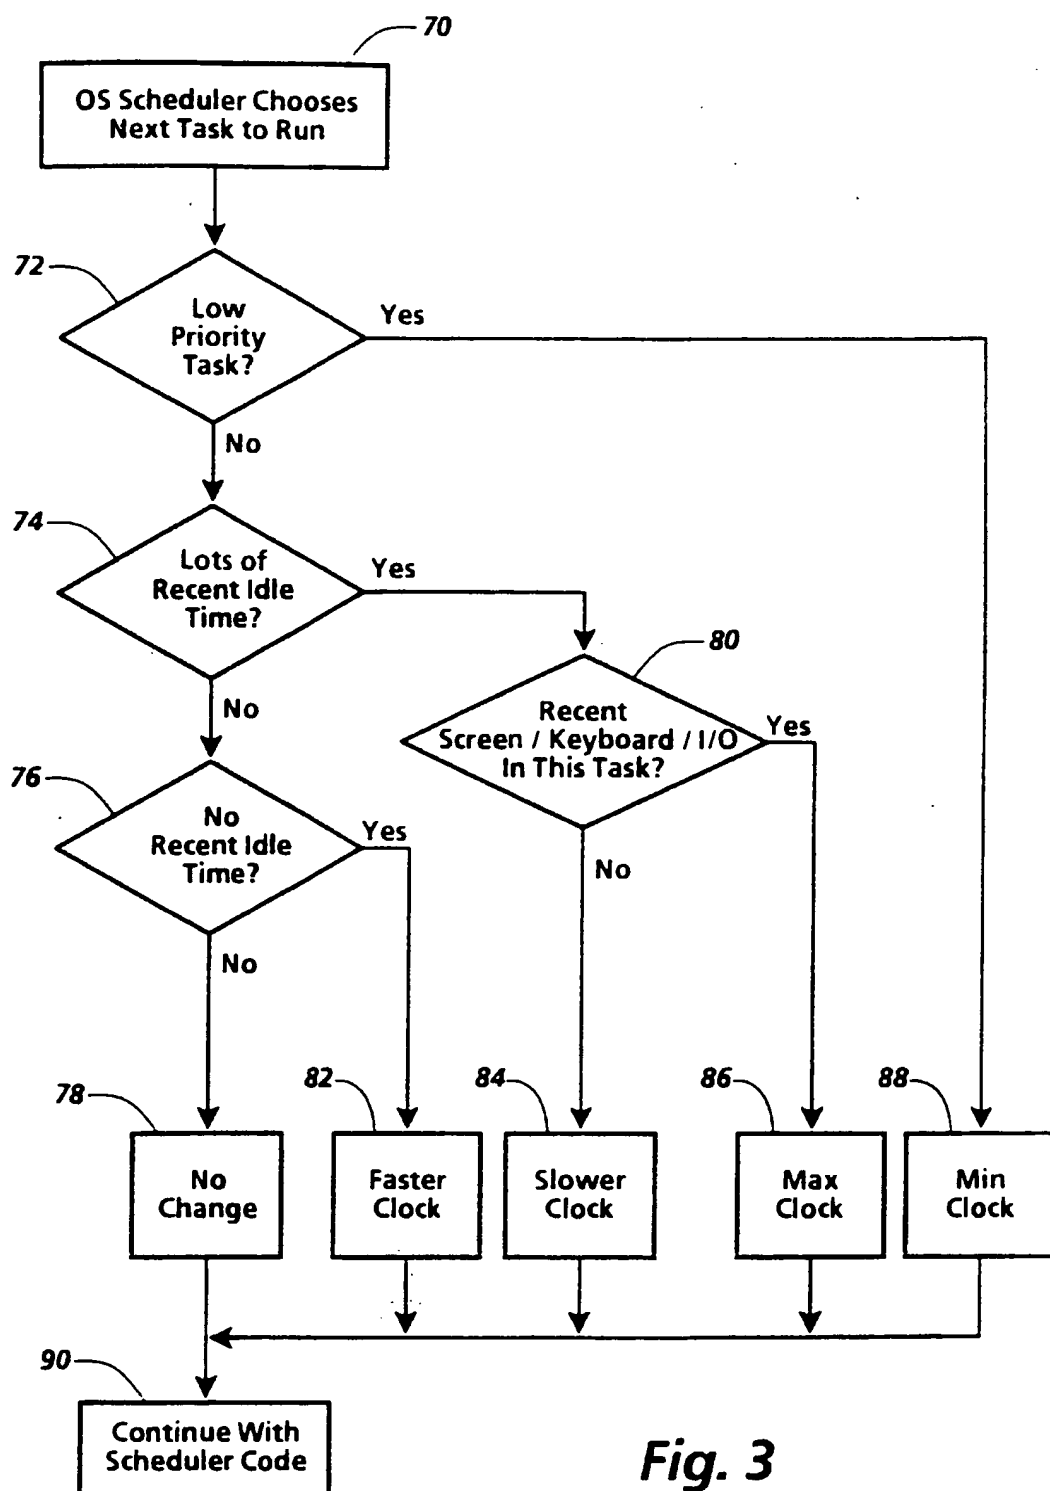 70
OS Scheduler Chooses
Next Task to Run
72
Low
Priority
Task?
Yes
No
74
Lots of
Recent Idle
Time?
Yes
No
80
Recent
Screen / Keyboard / I/O
In This Task?
Yes
No
76
No
Recent Idle
Time?
Yes
No
78
No
Change
82
Faster
Clock
84
Slower
Clock
86
Max
Clock
88
Min
Clock
90
Continue With
Scheduler Code
Fig. 3